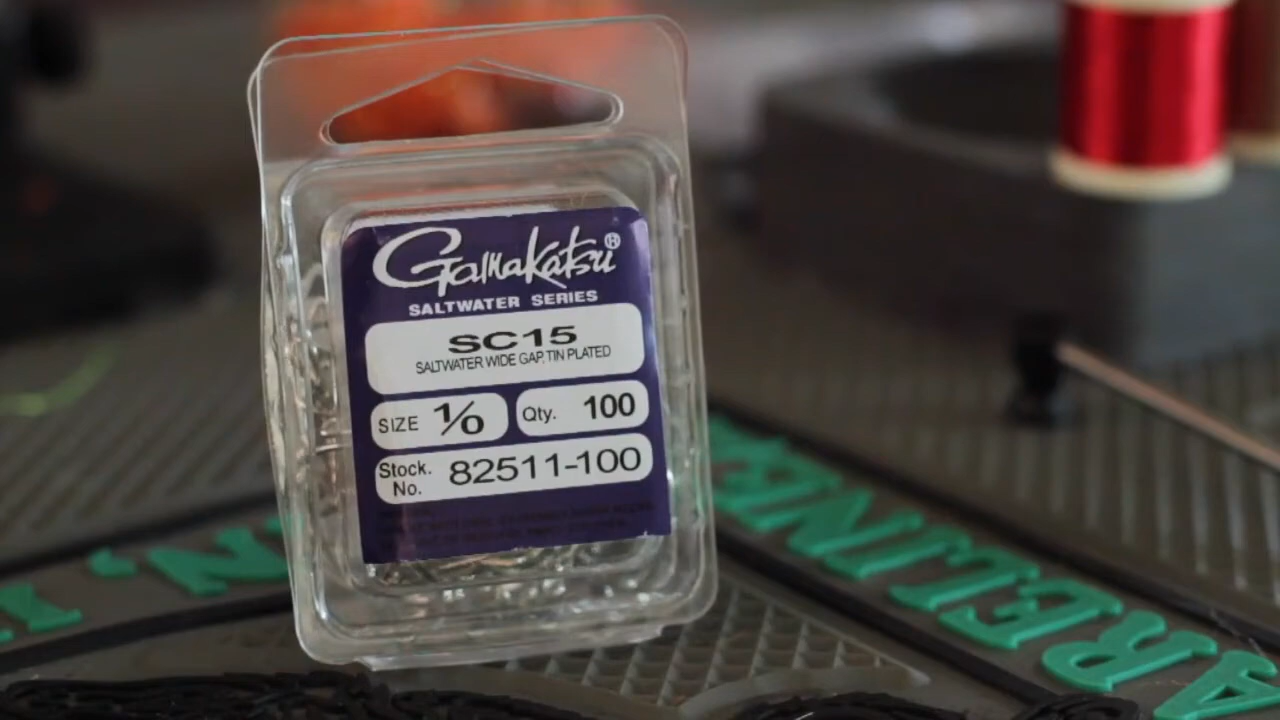 Gamakatsu®
SALTWATER SERIES
SC15
SALTWATER WIDE GAP, TIN PLATED
SIZE 1/0
Qty. 100
Stock. No. 82511-100